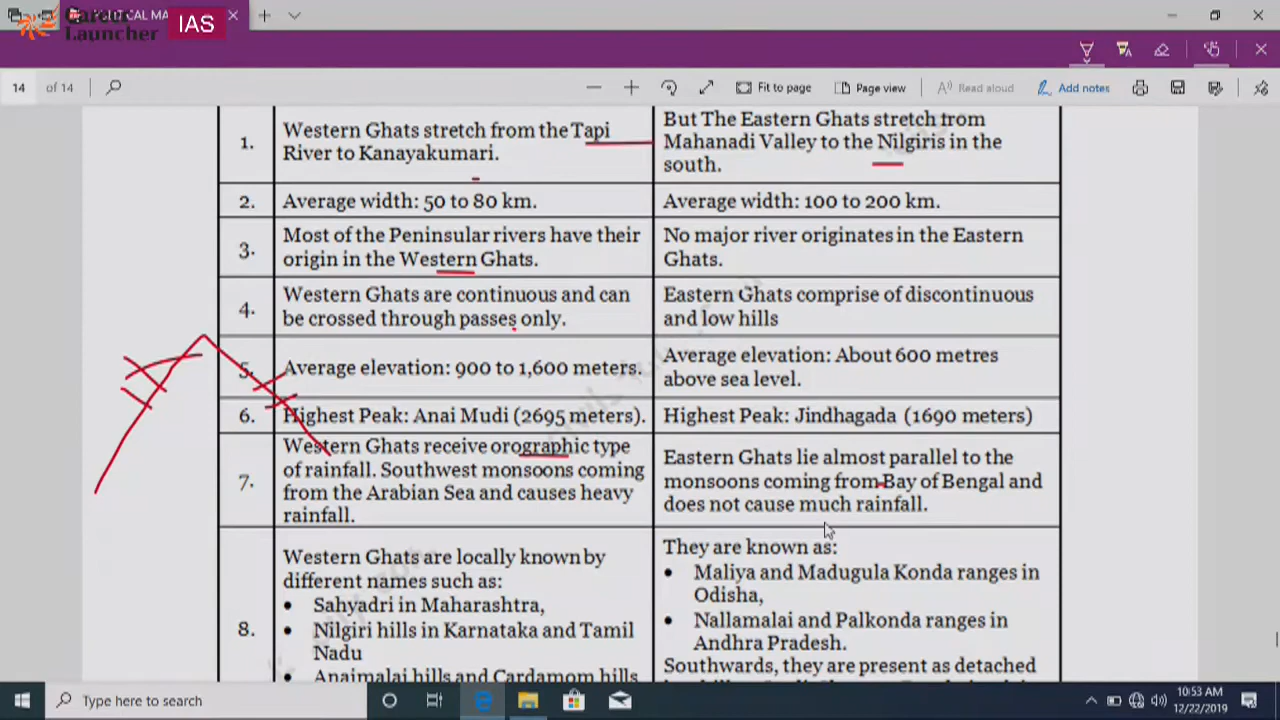 Career
Launcher
IAS
14 of 14
Fit to page
Page view
Read aloud
Add notes
1.
Western Ghats stretch from the Tapi
River to Kanayakumari.
But The Eastern Ghats stretch from
Mahanadi Valley to the Nilgiris in the
south.
2.
Average width: 50 to 80 km.
Average width: 100 to 200 km.
3.
Most of the Peninsular rivers have their
origin in the Western Ghats.
No major river originates in the Eastern
Ghats.
4.
Western Ghats are continuous and can
be crossed through passes only.
Eastern Ghats comprise of discontinuous
and low hills
5.
Average elevation: 900 to 1,600 meters.
Average elevation: About 600 metres
above sea level.
6.
Highest Peak: Anai Mudi (2695 meters).
Highest Peak: Jindhagada (1690 meters)
7.
Western Ghats receive orographic type
of rainfall. Southwest monsoons coming
from the Arabian Sea and causes heavy
rainfall.
Eastern Ghats lie almost parallel to the
monsoons coming from Bay of Bengal and
does not cause much rainfall.
8.
Western Ghats are locally known by
different names such as:
• Sahyadri in Maharashtra,
• Nilgiri hills in Karnataka and Tamil
Nadu
• Anaimalai hills and Cardamom hills
They are known as:
• Maliya and Madugula Konda ranges in
Odisha,
• Nallamalai and Palkonda ranges in
Andhra Pradesh.
Southwards, they are present as detached
Type here to search
10:53 AM
12/22/2019